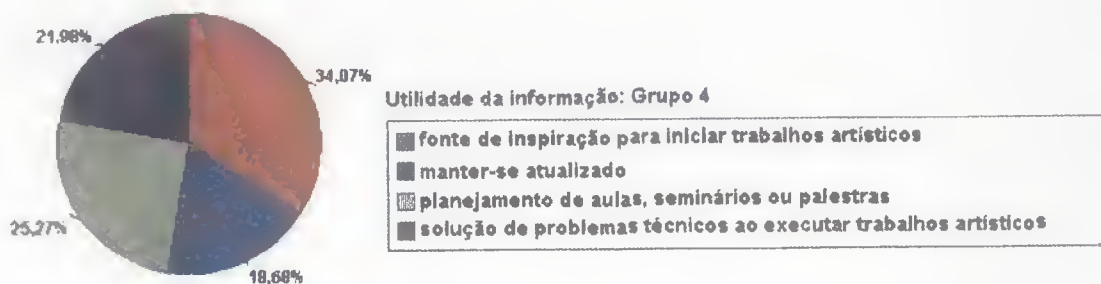 21,98%
34,07%
Utilidade da informação: Grupo 4
fonte de inspiração para iniciar trabalhos artísticos
manter-se atualizado
planejamento de aulas, seminários ou palestras
solução de problemas técnicos ao executar trabalhos artísticos
25,27%
18,68%